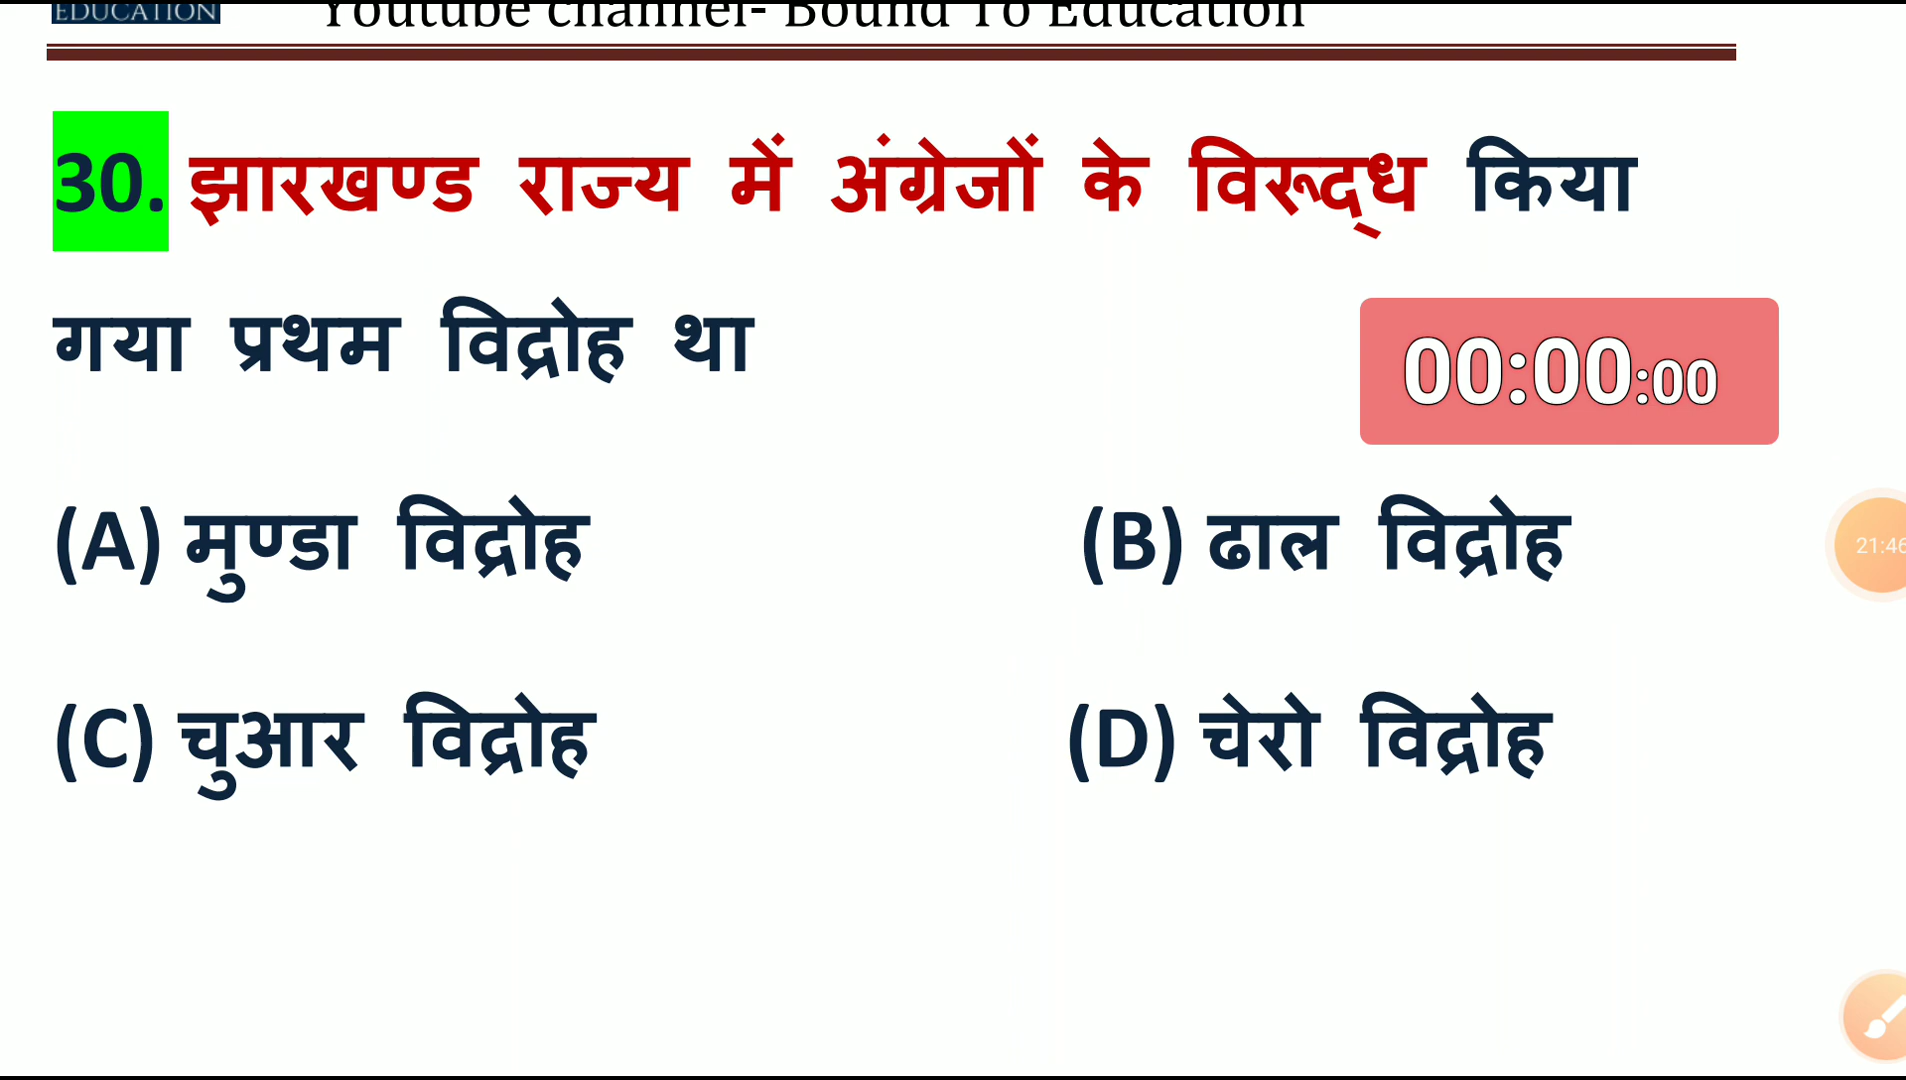 EDUCATION Youtube channel- Bound To Education
30. झारखण्ड राज्य में अंग्रेजों के विरूद्ध किया
गया प्रथम विद्रोह था
00:00:00
(A) मुण्डा विद्रोह (B) ढाल विद्रोह
21:46
(C) चुआर विद्रोह (D) चेरो विद्रोह